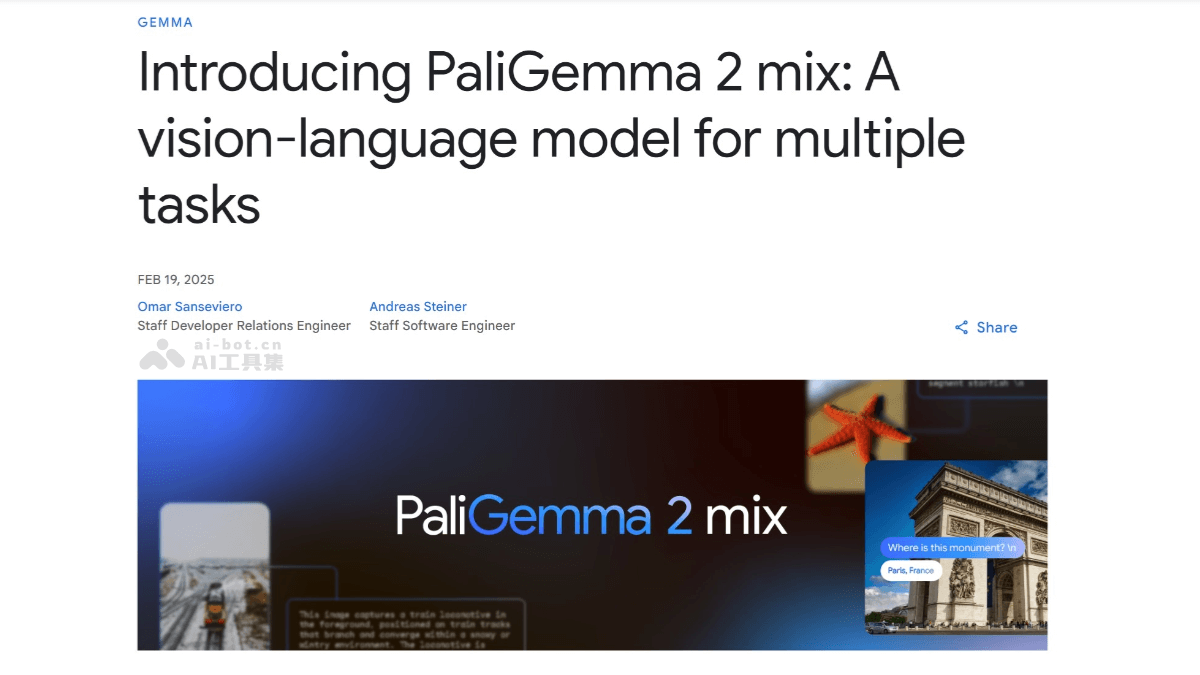 GEMMA
Introducing PaliGemma 2 mix: A
vision-language model for multiple
tasks
FEB 19, 2025
Omar Sanseviero
Staff Developer Relations Engineer
Andreas Steiner
Staff Software Engineer
Share
ai-bot.cn
AI工具集
segment starfish \n
PaliGemma 2 mix
Where is this monument? \n
Paris, France
This image captures a train locomotive in
the foreground, positioned on train tracks
that branch and converge within a snowy or
wintry environment. The locomotive is